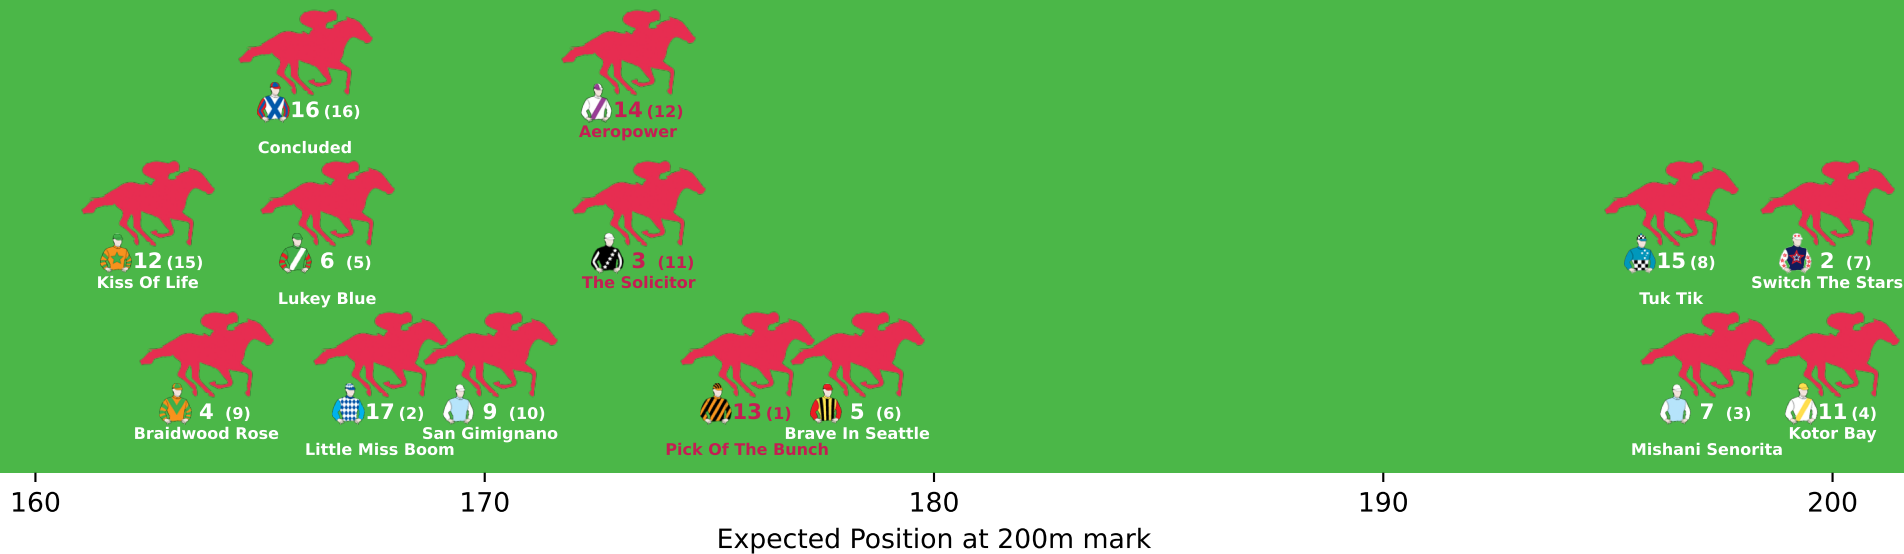 16 (16)
Concluded
14 (12)
Aeropower
12 (15)
Kiss Of Life
6 (5)
Lukey Blue
3 (11)
The Solicitor
15 (8)
Tuk Tik
2 (7)
Switch The Stars
4 (9)
Braidwood Rose
17 (2)
Little Miss Boom
9 (10)
San Gimignano
13 (1)
Pick Of The Bunch
5 (6)
Brave In Seattle
7 (3)
Mishani Senorita
11 (4)
Kotor Bay
160 170 180 190 200
Expected Position at 200m mark